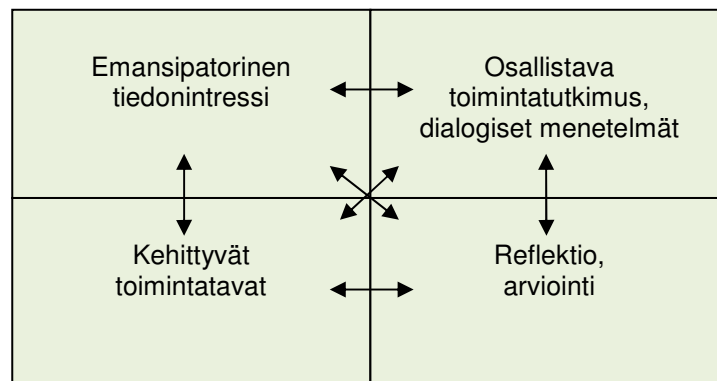 Emansipatorinen
tiedonintressi
Osallistava
toimintatutkimus,
dialogiset menetelmät
Kehittyvät
toimintatavat
Reflektio,
arviointi